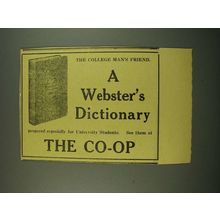 THE COLLEGE MAN'S FRIEND.
A
Webster's
Dictionary
prepared especially for University Students. See them at
THE CO-OP